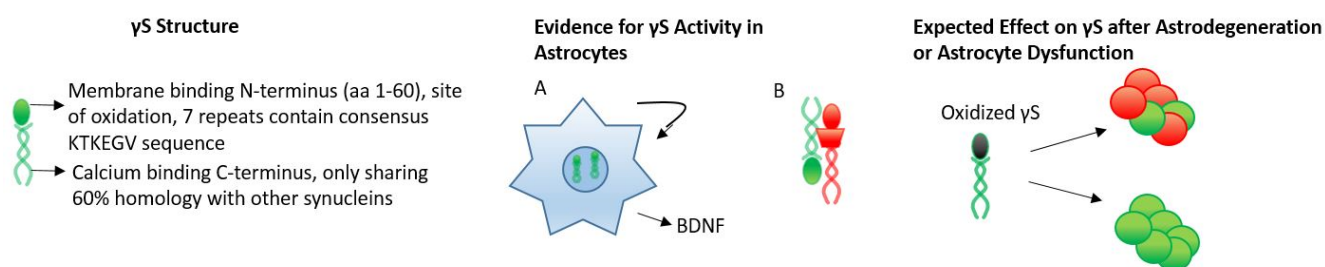 γS Structure
Membrane binding N-terminus (aa 1-60), site
of oxidation, 7 repeats contain consensus
KTKEGV sequence
Calcium binding C-terminus, only sharing
60% homology with other synucleins
Evidence for γS Activity in
Astrocytes
A
BDNF
B
Expected Effect on γS after Astrodegeneration
or Astrocyte Dysfunction
Oxidized γS